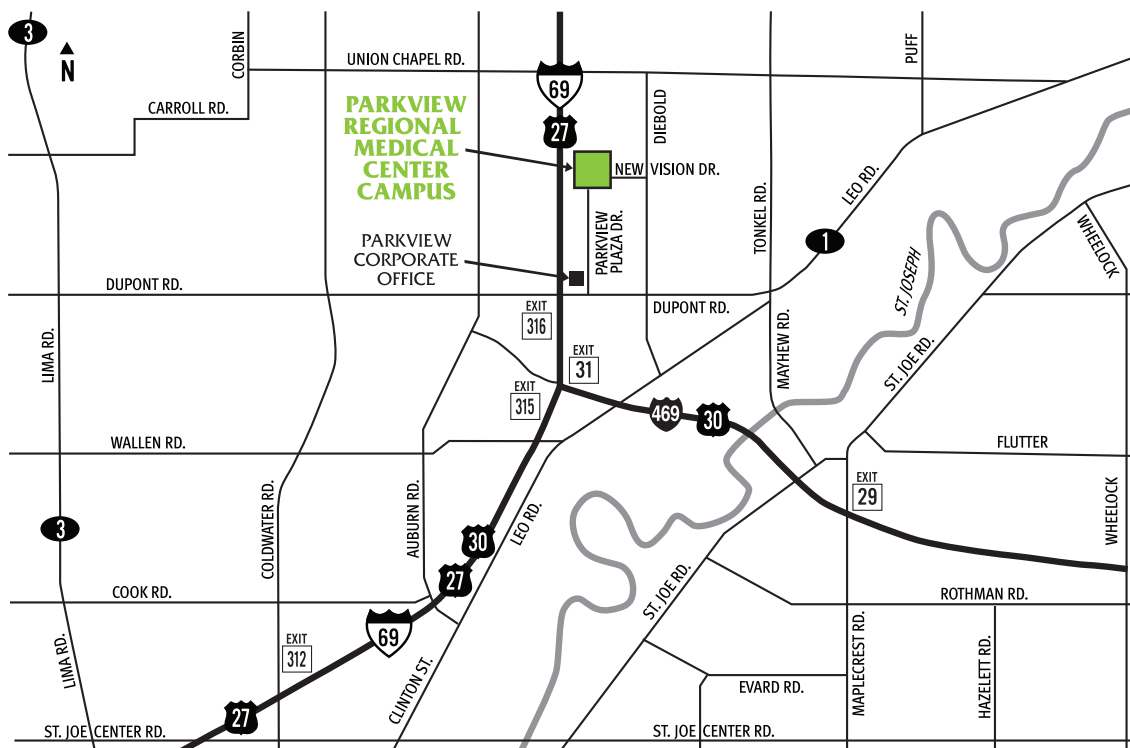 3
N
CORBIN
UNION CHAPEL RD.
PUFF
69
CARROLL RD.
PARKVIEW
REGIONAL
MEDICAL
CENTER
CAMPUS
27
DIEBOLD
NEW VISION DR.
TONKEL RD.
LEO RD.
1
WHEELOCK
PARKVIEW
CORPORATE
OFFICE
PARKVIEW
PLAZA DR.
ST. JOSEPH
DUPONT RD.
DUPONT RD.
EXIT
316
LIMA RD.
EXIT
31
MAYHEW RD.
ST. JOE RD.
EXIT
315
469
30
WALLEN RD.
FLUTTER
EXIT
29
3
COLDWATER RD.
AUBURN RD.
30
LEO RD.
WHEELOCK
27
COOK RD.
ST. JOE RD.
ROTHMAN RD.
69
EXIT
312
LIMA RD.
CLINTON ST.
MAPLECREST RD.
HAZELETT RD.
EVARD RD.
27
ST. JOE CENTER RD.
ST. JOE CENTER RD.